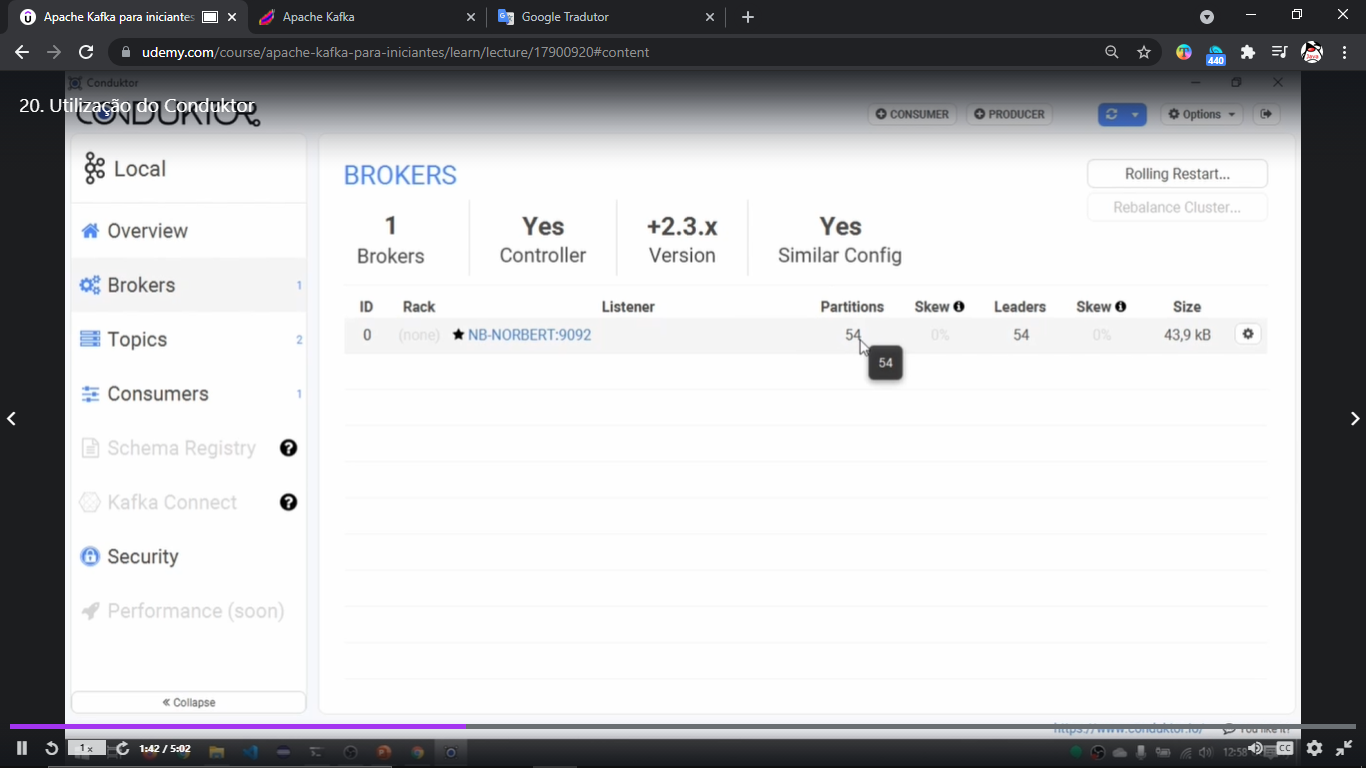 Apache Kafka para iniciantes
Apache Kafka
Google Tradutor
udemy.com/course/apache-kafka-para-iniciantes/learn/lecture/17900920#content
440
Conduktor
20. Utilização do Conduktor
CONDUKTOR
CONSUMER
PRODUCER
Options
Local
Overview
Brokers 1
Topics 2
Consumers 1
Schema Registry ?
Kafka Connect ?
Security
Performance (soon)
« Collapse
BROKERS
Rolling Restart...
Rebalance Cluster...
1 Yes +2.3.x Yes
Brokers Controller Version Similar Config
ID Rack Listener Partitions Skew Leaders Skew Size
0 (none) ★ NB-NORBERT:9092 54 0% 54 0% 43,9 kB
54
https://www.conduktor.io/ You like it?
1 x 1:42 / 5:02 12:58 CC